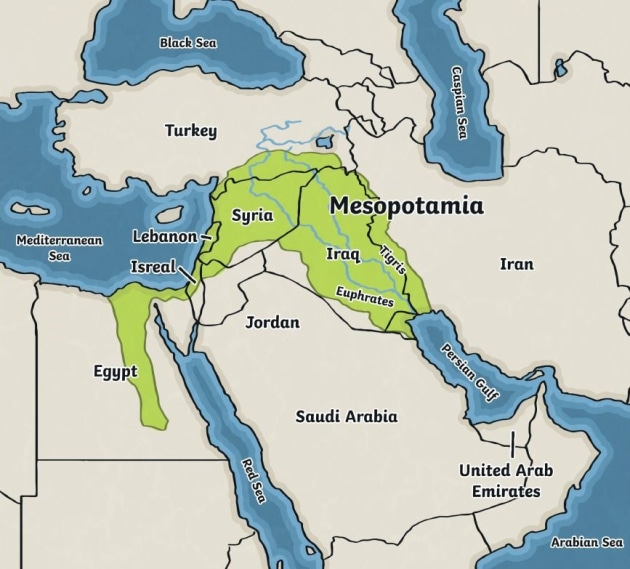 Black Sea
Caspian Sea
Turkey
Mesopotamia
Syria
Lebanon
Mediterranean
Sea
Isreal
Iraq
Tigris
Iran
Euphrates
Jordan
Egypt
Persian Gulf
Saudi Arabia
Red Sea
United Arab
Emirates
Arabian Sea